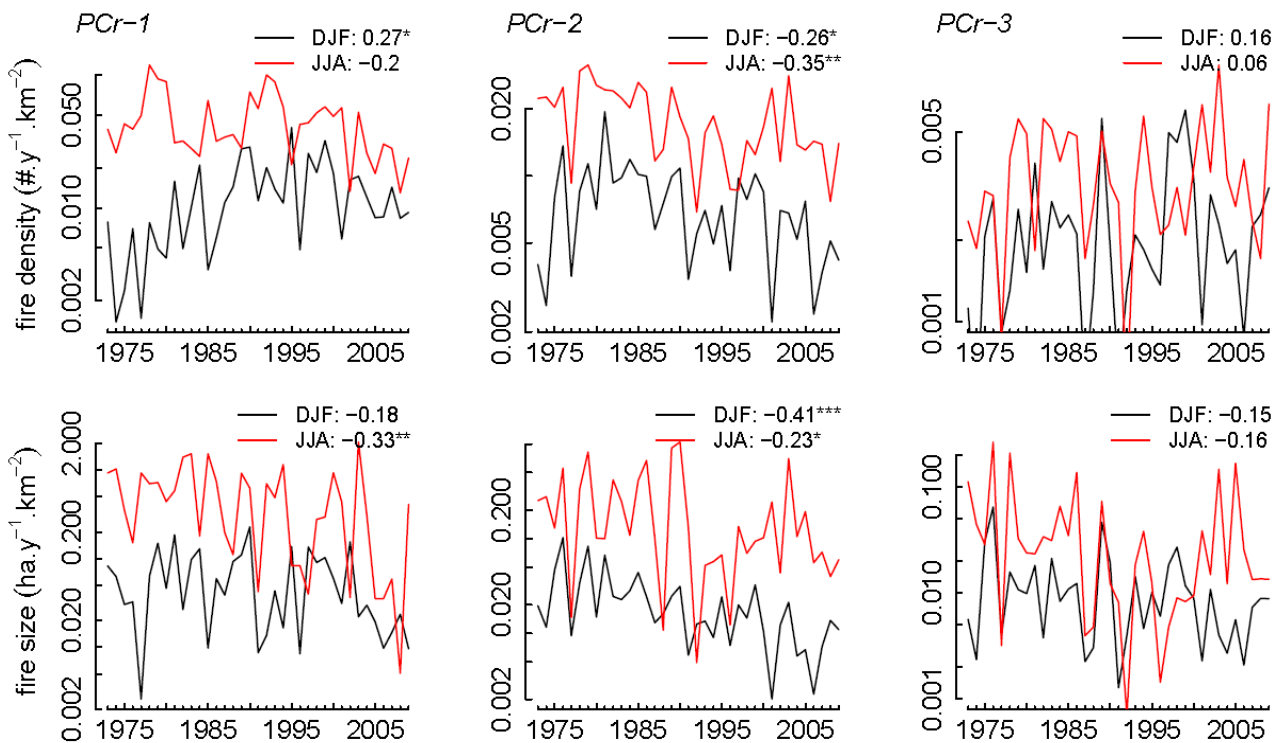 PCr−1
DJF: 0.27*
JJA: −0.2
PCr−2
DJF: −0.26*
JJA: −0.35**
PCr−3
DJF: 0.16
JJA: 0.06
fire density (#.y−1.km−2)
0.050
0.010
0.002
1975 1985 1995 2005
0.020
0.005
0.002
1975 1985 1995 2005
0.005
0.001
1975 1985 1995 2005
DJF: −0.18
JJA: −0.33**
DJF: −0.41***
JJA: −0.23*
DJF: −0.15
JJA: −0.16
fire size (ha.y−1.km−2)
2.000
0.200
0.020
0.002
1975 1985 1995 2005
0.200
0.020
0.002
1975 1985 1995 2005
0.100
0.010
0.001
1975 1985 1995 2005